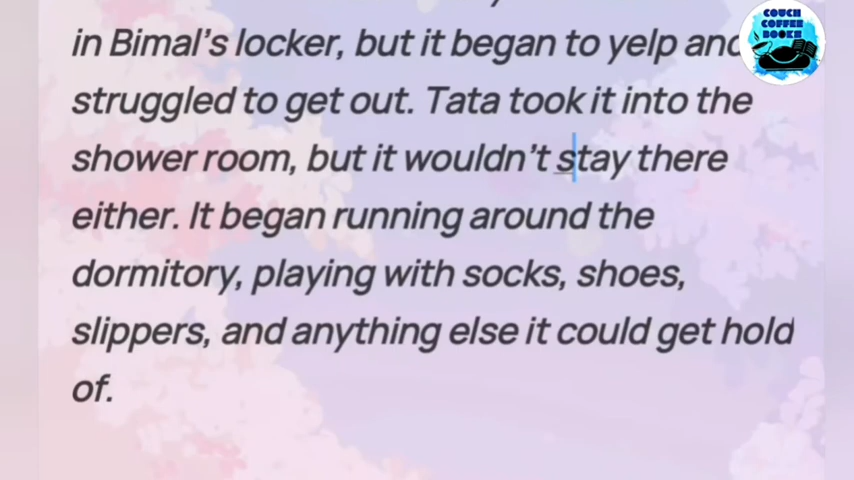 in Bimal’s locker, but it began to yelp and
struggled to get out. Tata took it into the
shower room, but it wouldn’t stay there
either. It began running around the
dormitory, playing with socks, shoes,
slippers, and anything else it could get hold
of.
COUCH
COFFEE
BOOKS